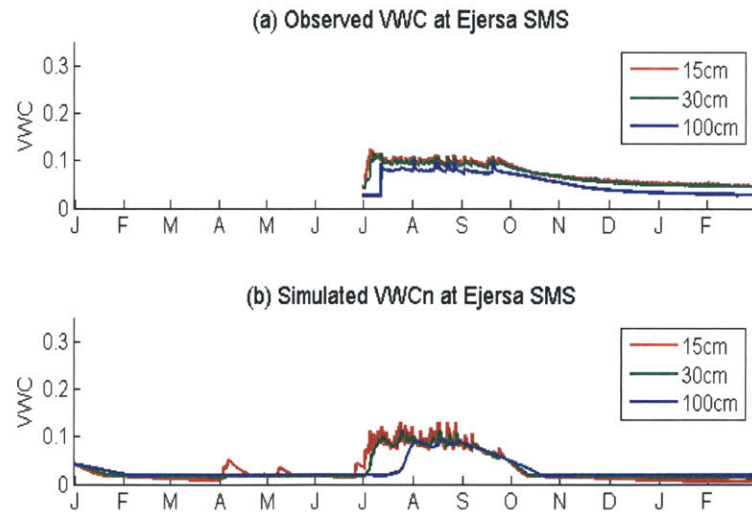 (a) Observed VWC at Ejersa SMS
VWC
0.3
0.2
0.1
0
15cm
30cm
100cm
J F M A M J J A S O N D J F
(b) Simulated VWCn at Ejersa SMS
VWC
0.3
0.2
0.1
0
15cm
30cm
100cm
J F M A M J J A S O N D J F